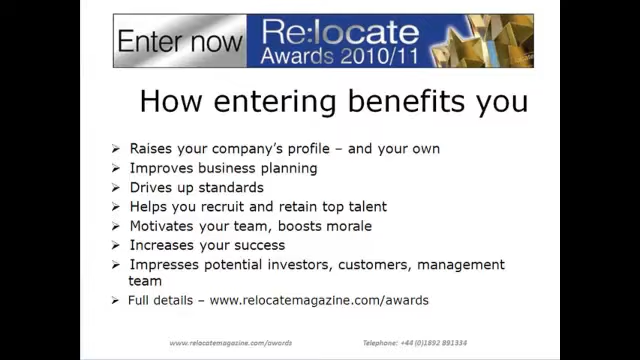 Enter now
Re:locate
Awards 2010/11
How entering benefits you
➢ Raises your company's profile – and your own
➢ Improves business planning
➢ Drives up standards
➢ Helps you recruit and retain top talent
➢ Motivates your team, boosts morale
➢ Increases your success
➢ Impresses potential investors, customers, management
team
➢ Full details – www.relocatemagazine.com/awards
www.relocatemagazine.com/awards Telephone: +44 (0)1892 891334